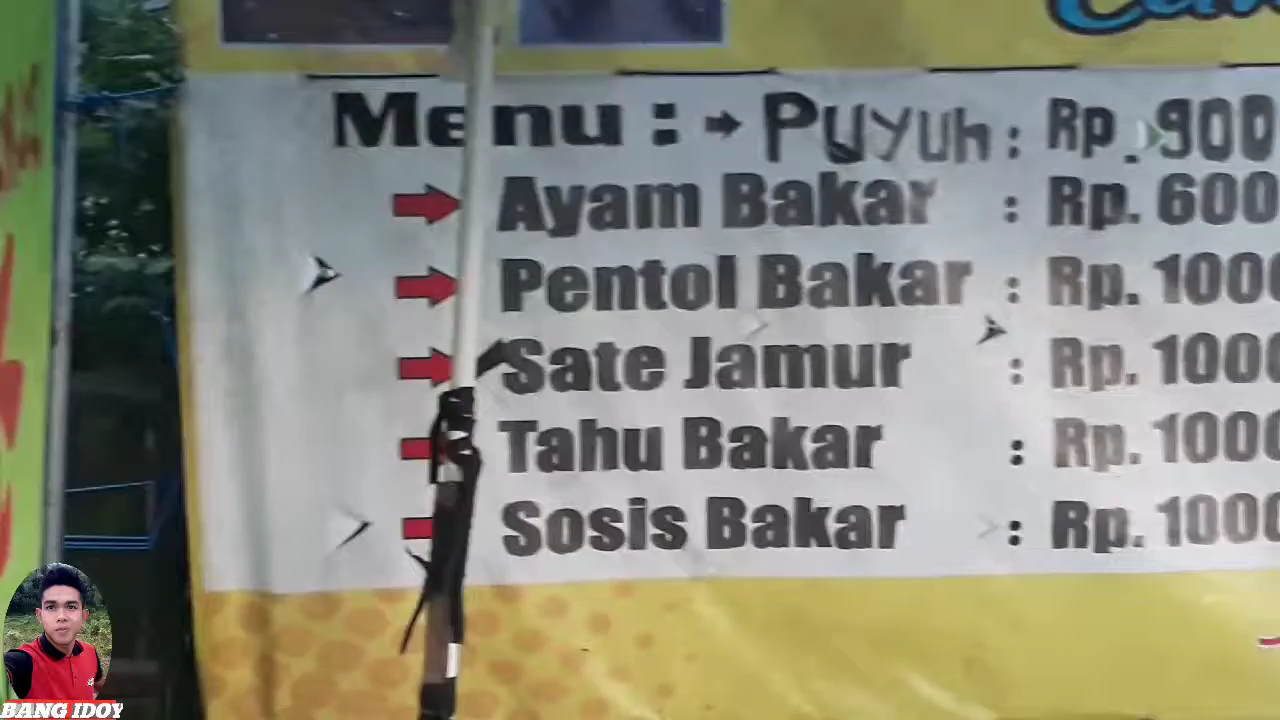 Menu : Puyuh : Rp. 900
Ayam Bakar : Rp. 600
Pentol Bakar : Rp. 1000
Sate Jamur : Rp. 1000
Tahu Bakar : Rp. 1000
Sosis Bakar : Rp. 1000
BANG IDOY